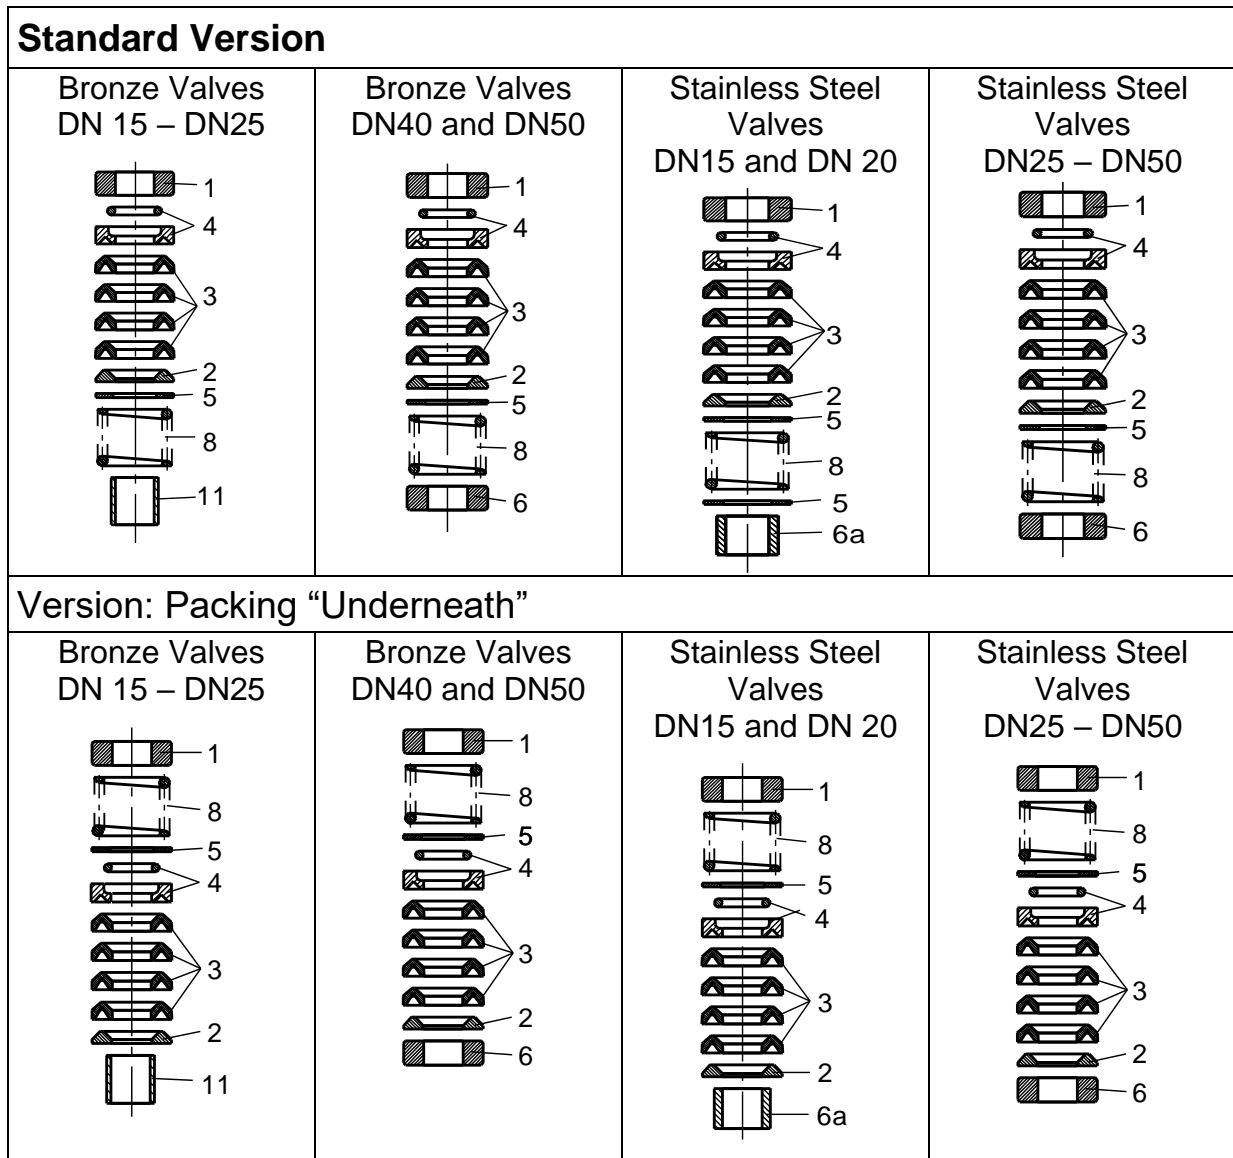 Standard Version
Bronze Valves
DN 15 – DN25
1
4
3
2
5
8
11
Bronze Valves
DN40 and DN50
1
4
3
2
5
8
6
Stainless Steel
Valves
DN15 and DN 20
1
4
3
2
5
8
5
6a
Stainless Steel
Valves
DN25 – DN50
1
4
3
2
5
8
6
Version: Packing “Underneath”
Bronze Valves
DN 15 – DN25
1
8
5
4
3
2
11
Bronze Valves
DN40 and DN50
1
8
5
4
3
2
6
Stainless Steel
Valves
DN15 and DN 20
1
8
5
4
3
2
6a
Stainless Steel
Valves
DN25 – DN50
1
8
5
4
3
2
6